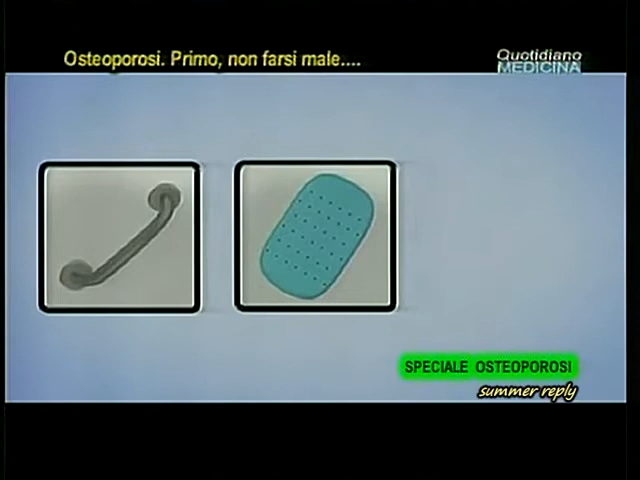 Osteoporosi. Primo, non farsi male....
Quotidiano
MEDICINA
SPECIALE OSTEOPOROSI
summer reply